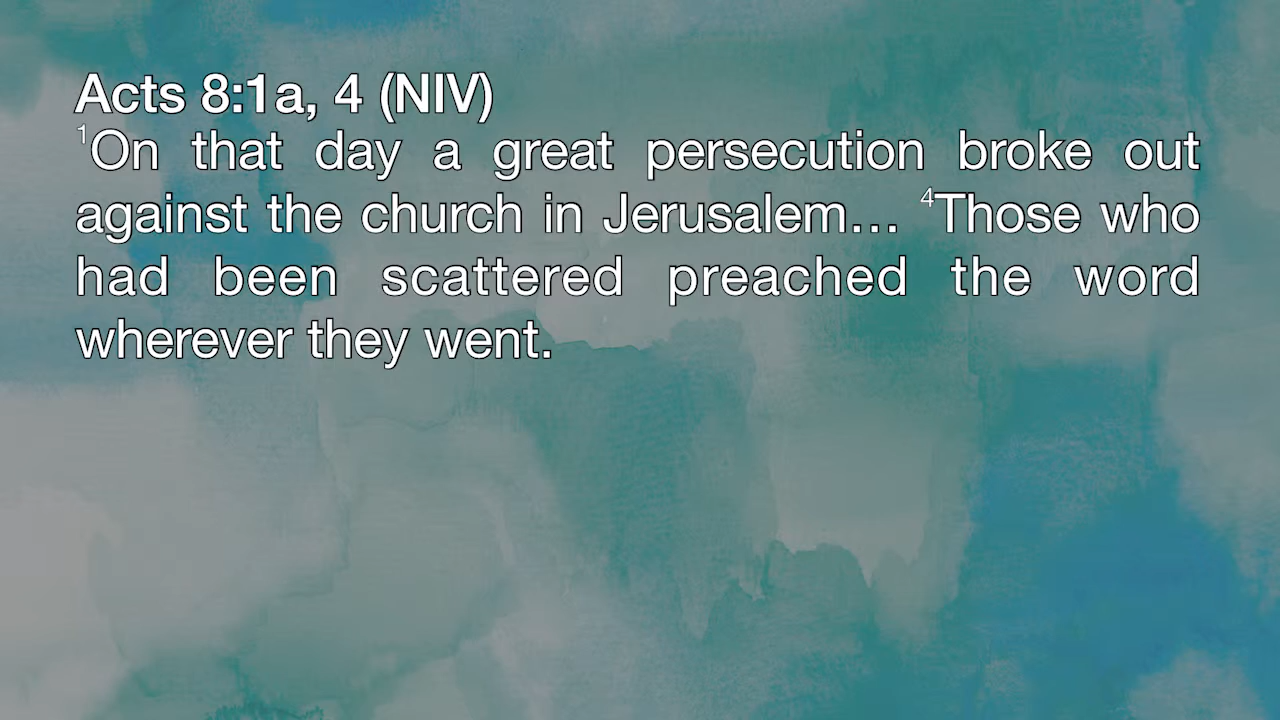 Acts 8:1a, 4 (NIV)
¹On that day a great persecution broke out
against the church in Jerusalem… ⁴Those who
had been scattered preached the word
wherever they went.